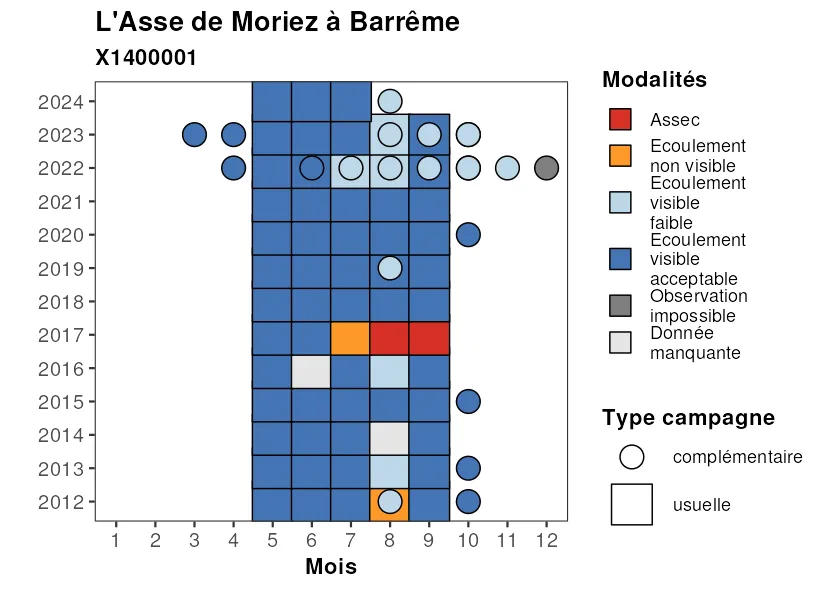 L'Asse de Moriez à Barrême
X1400001
2024
2023
2022
2021
2020
2019
2018
2017
2016
2015
2014
2013
2012
1 2 3 4 5 6 7 8 9 10 11 12
Mois
Modalités
Assec
Ecoulement
non visible
Ecoulement
visible
faible
Ecoulement
visible
acceptable
Observation
impossible
Donnée
manquante
Type campagne
complémentaire
usuelle